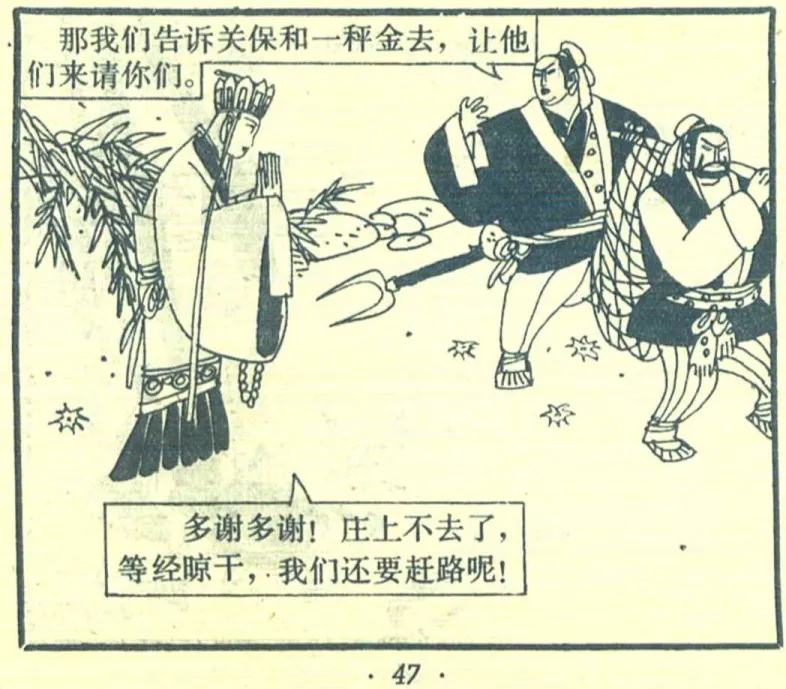 那我们告诉关保和一秤金去，让他
们来请你们。
多谢多谢！庄上不去了，
等经晾干，我们还要赶路呢！
· 47 ·